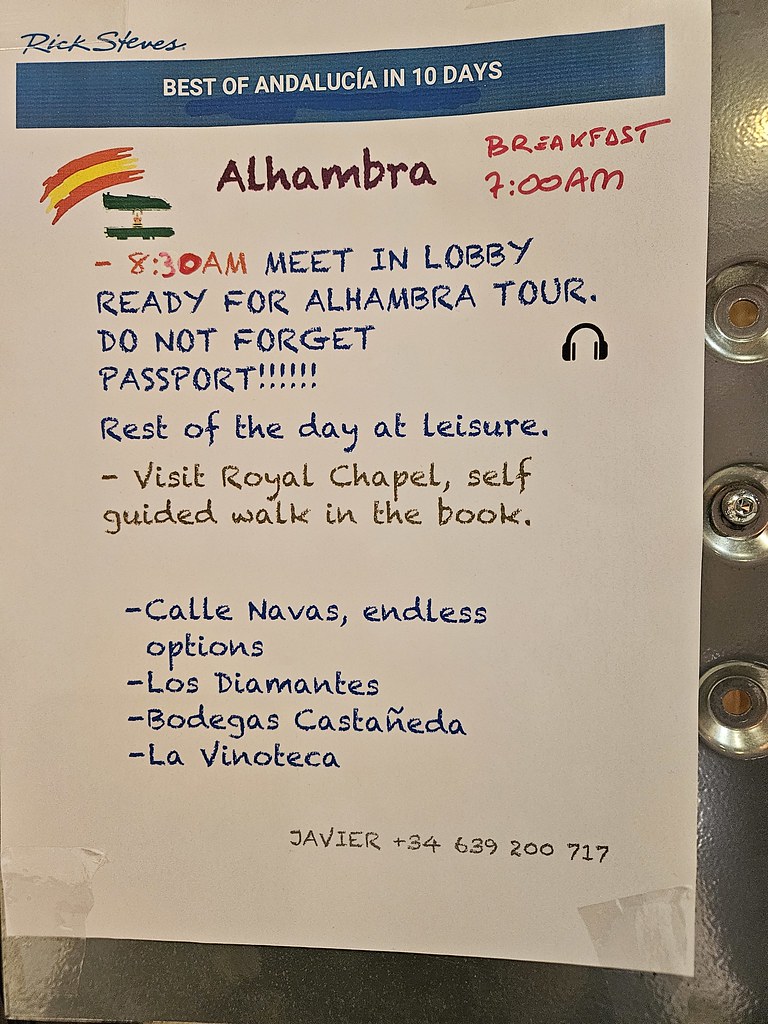 Rick Steves
BEST OF ANDALUCÍA IN 10 DAYS
Alhambra
BREAKFAST
7:00AM
- 8:30AM MEET IN LOBBY
READY FOR ALHAMBRA TOUR.
DO NOT FORGET
PASSPORT!!!!!!
Rest of the day at leisure.
- Visit Royal Chapel, self
guided walk in the book.
-Calle Navas, endless
options
-Los Diamantes
-Bodegas Castañeda
-La Vinoteca
JAVIER +34 639 200 717